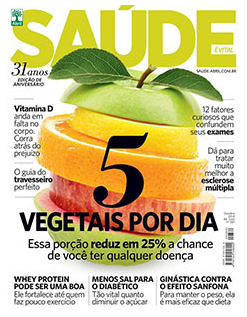 Abril
SAÚDE
É VITAL
31 anos
EDIÇÃO DE
ANIVERSÁRIO
SAUDE.ABRIL.COM.BR
Vitamina D
anda em
falta no
corpo.
Corra
atrás do
prejuízo
O guia do
travesseiro
perfeito
12 fatores
curiosos que
confundem
seus exames
Dá para
tratar muito
melhor a
esclerose
múltipla
5
VEGETAIS POR DIA
Essa porção reduz em 25% a chance
de você ter qualquer doença
WHEY PROTEIN
PODE SER UMA BOA
Ele fortalece até quem
faz pouco exercício
MENOS SAL PARA
O DIABÉTICO
Tão vital quanto
diminuir o açúcar
GINÁSTICA CONTRA
O EFEITO SANFONA
Para manter o peso, ela
é mais eficaz que dieta